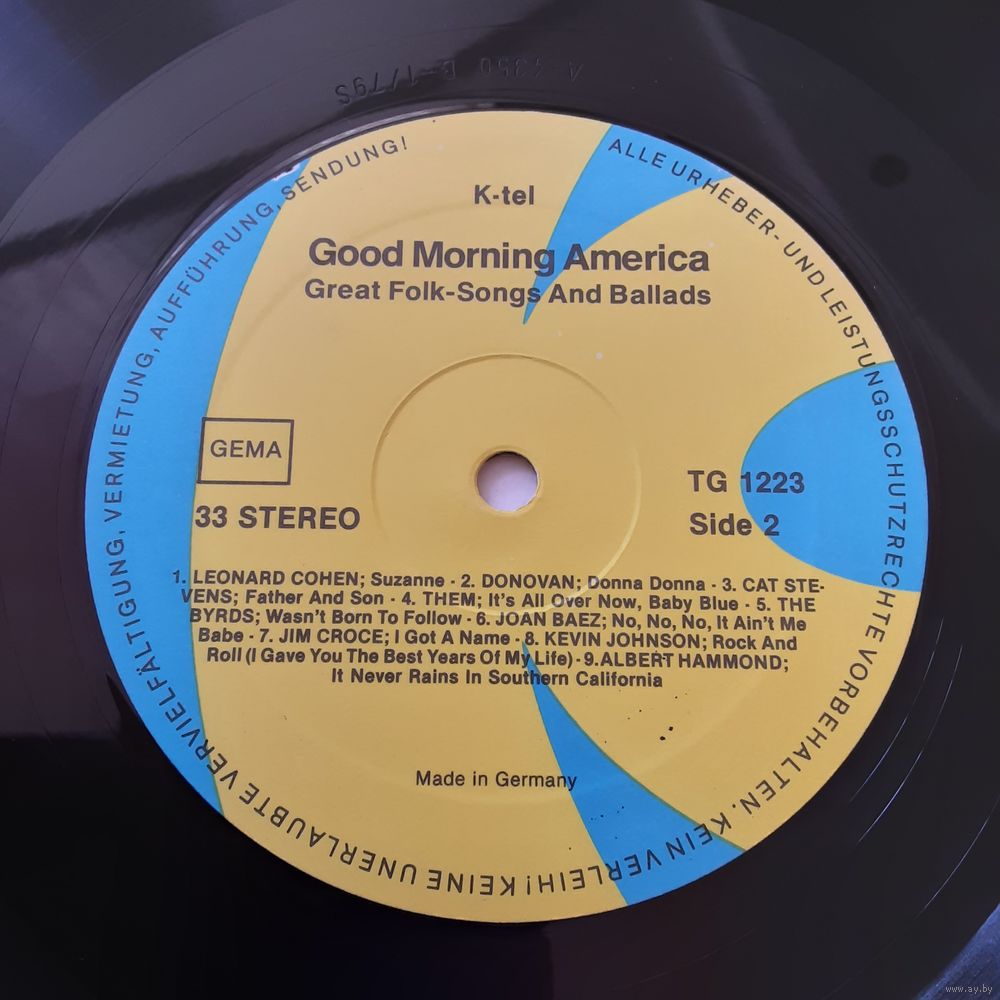 K-tel
Good Morning America
Great Folk-Songs And Ballads
GEMA
33 STEREO
TG 1223
Side 2
1. LEONARD COHEN; Suzanne - 2. DONOVAN; Donna Donna - 3. CAT STE-
VENS; Father And Son - 4. THEM; It's All Over Now, Baby Blue - 5. THE
BYRDS; Wasn't Born To Follow - 6. JOAN BAEZ; No, No, No, It Ain't Me
Babe - 7. JIM CROCE; I Got A Name - 8. KEVIN JOHNSON; Rock And
Roll (I Gave You The Best Years Of My Life) - 9.ALBERT HAMMOND;
It Never Rains In Southern California
Made in Germany
ALLE URHEBER- UND LEISTUNGSSCHUTZRECHTE VORBEHALTEN. KEIN VERLEIH! KEINE UNERLAUBTE VERVIELFÄLTIGUNG, VERMIETUNG, AUFFÜHRUNG, SENDUNG!
www.ay.by